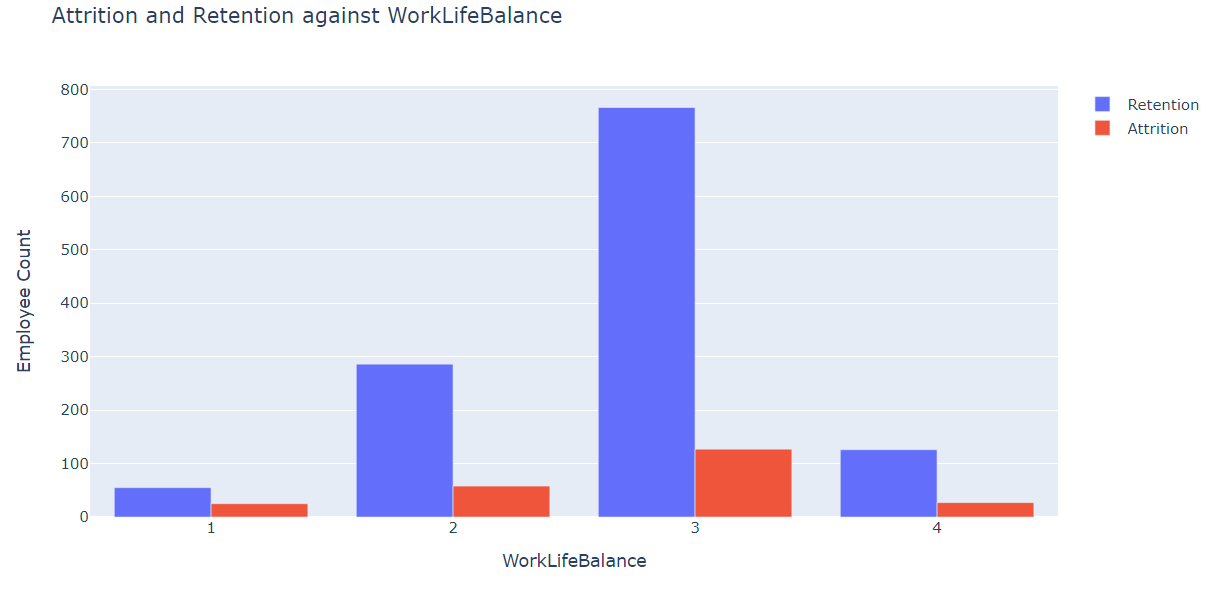 Attrition and Retention against WorkLifeBalance
Retention
Attrition
Employee Count
800
700
600
500
400
300
200
100
0
1
2
3
4
WorkLifeBalance